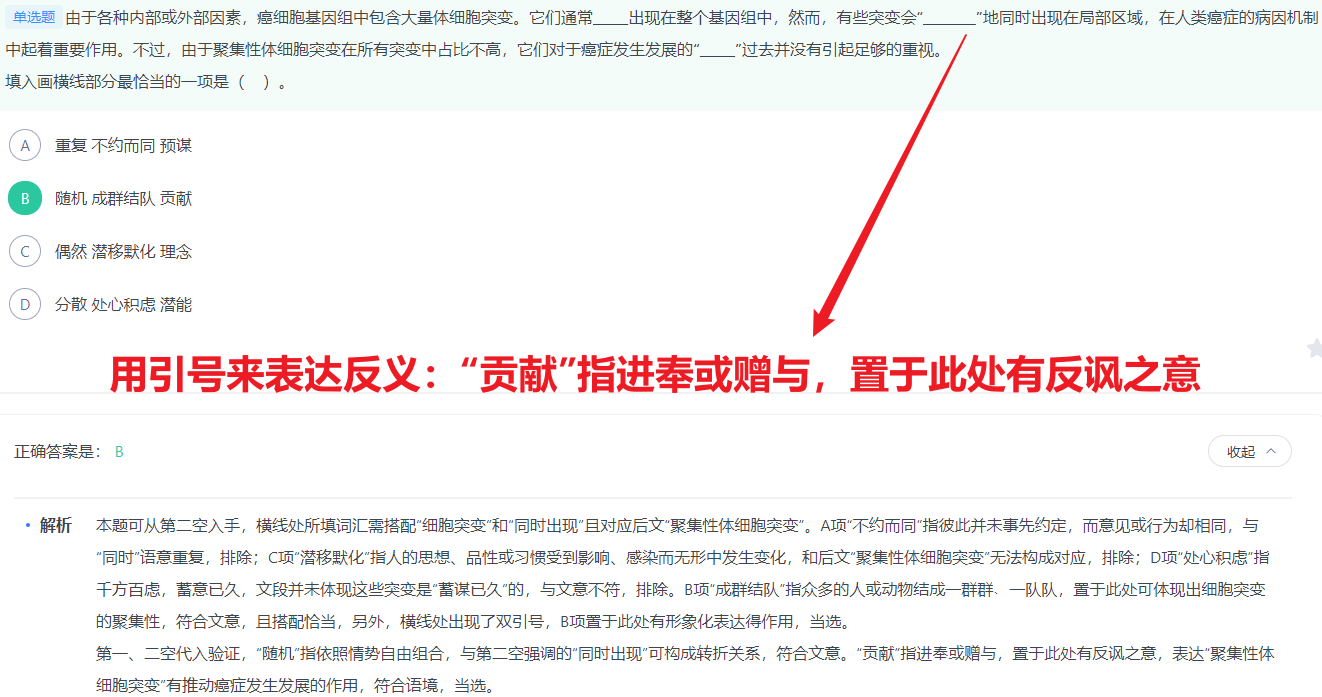 单选题 由于各种内部或外部因素，癌细胞基因组中包含大量体细胞突变。它们通常____出现在整个基因组中，然而，有些突变会“______”地同时出现在局部区域，在人类癌症的病因机制
中起着重要作用。不过，由于聚集性体细胞突变在所有突变中占比不高，它们对于癌症发生发展的“____”过去并没有引起足够的重视。
填入画横线部分最恰当的一项是（ ）。
A 重复 不约而同 预谋
B 随机 成群结队 贡献
C 偶然 潜移默化 理念
D 分散 处心积虑 潜能
用引号来表达反义：“贡献”指进奉或赠与，置于此处有反讽之意
正确答案是： B
收起
解析 本题可从第二空入手，横线处所填词汇需搭配“细胞突变”和“同时出现”且对应后文“聚集性体细胞突变”。A项“不约而同”指彼此并未事先约定，而意见或行为却相同，与
“同时”语意重复，排除；C项“潜移默化”指人的思想、品性或习惯受到影响、感染而无形中发生变化，和后文“聚集性体细胞突变”无法构成对应，排除；D项“处心积虑”指
千方百虑，蓄意已久，文段并未体现这些突变是“蓄谋已久”的，与文意不符，排除。B项“成群结队”指众多的人或动物结成一群群、一队队，置于此处可体现出细胞突变
的聚集性，符合文意，且搭配恰当，另外，横线处出现了双引号，B项置于此处有形象化表达得作用，当选。
第一、二空代入验证，“随机”指依照情势自由组合，与第二空强调的“同时出现”可构成转折关系，符合文意。“贡献”指进奉或赠与，置于此处有反讽之意，表达“聚集性体
细胞突变”有推动癌症发生发展的作用，符合语境，当选。